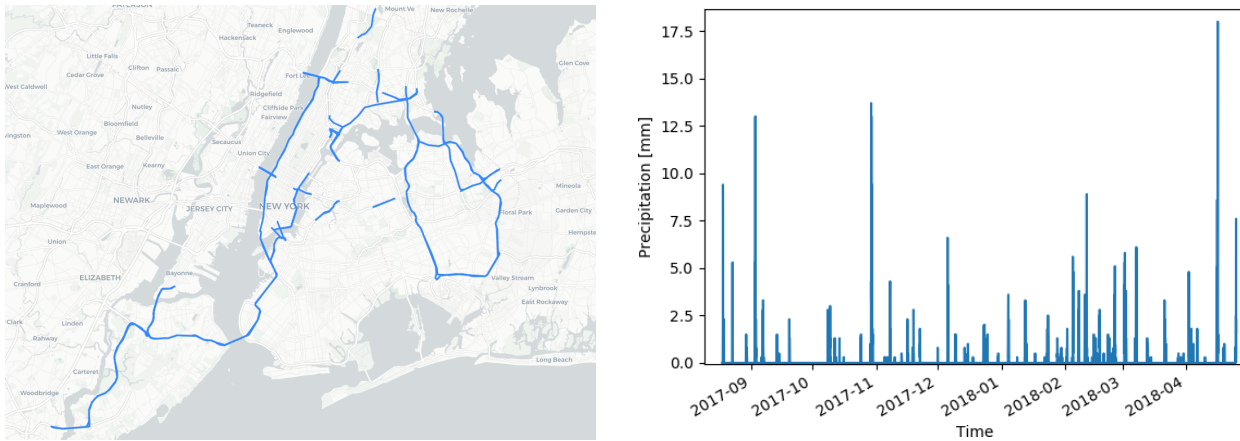 PATERSON
Mount Ve
New Rochelle
Teaneck
Englewood
Hackensack
Glen Cove
Little Falls
Clifton
Passaic
Cedar Grove
Fort Le
West Caldwell
Ridgefield
Nutley
Cliffside Park
Bloomfield
Fairview
Belleville
ivingston
West Orange
Secaucus
Union City
East Orange
Kearny
Mineola
Maplewood
NEWARK
JERSEY CITY
NEW YORK
Floral Park
Garden City
Union
Hempste
ELIZABETH
Bayonne
Valley Stream
Cranford
Lynbrook
Linden
East Rockaway
Clark
Rahway
Long Beach
Carteret
Woodbridge
Precipitation [mm]
17.5
15.0
12.5
10.0
7.5
5.0
2.5
0.0
2017-09
2017-10
2017-11
2017-12
2018-01
2018-02
2018-03
2018-04
Time